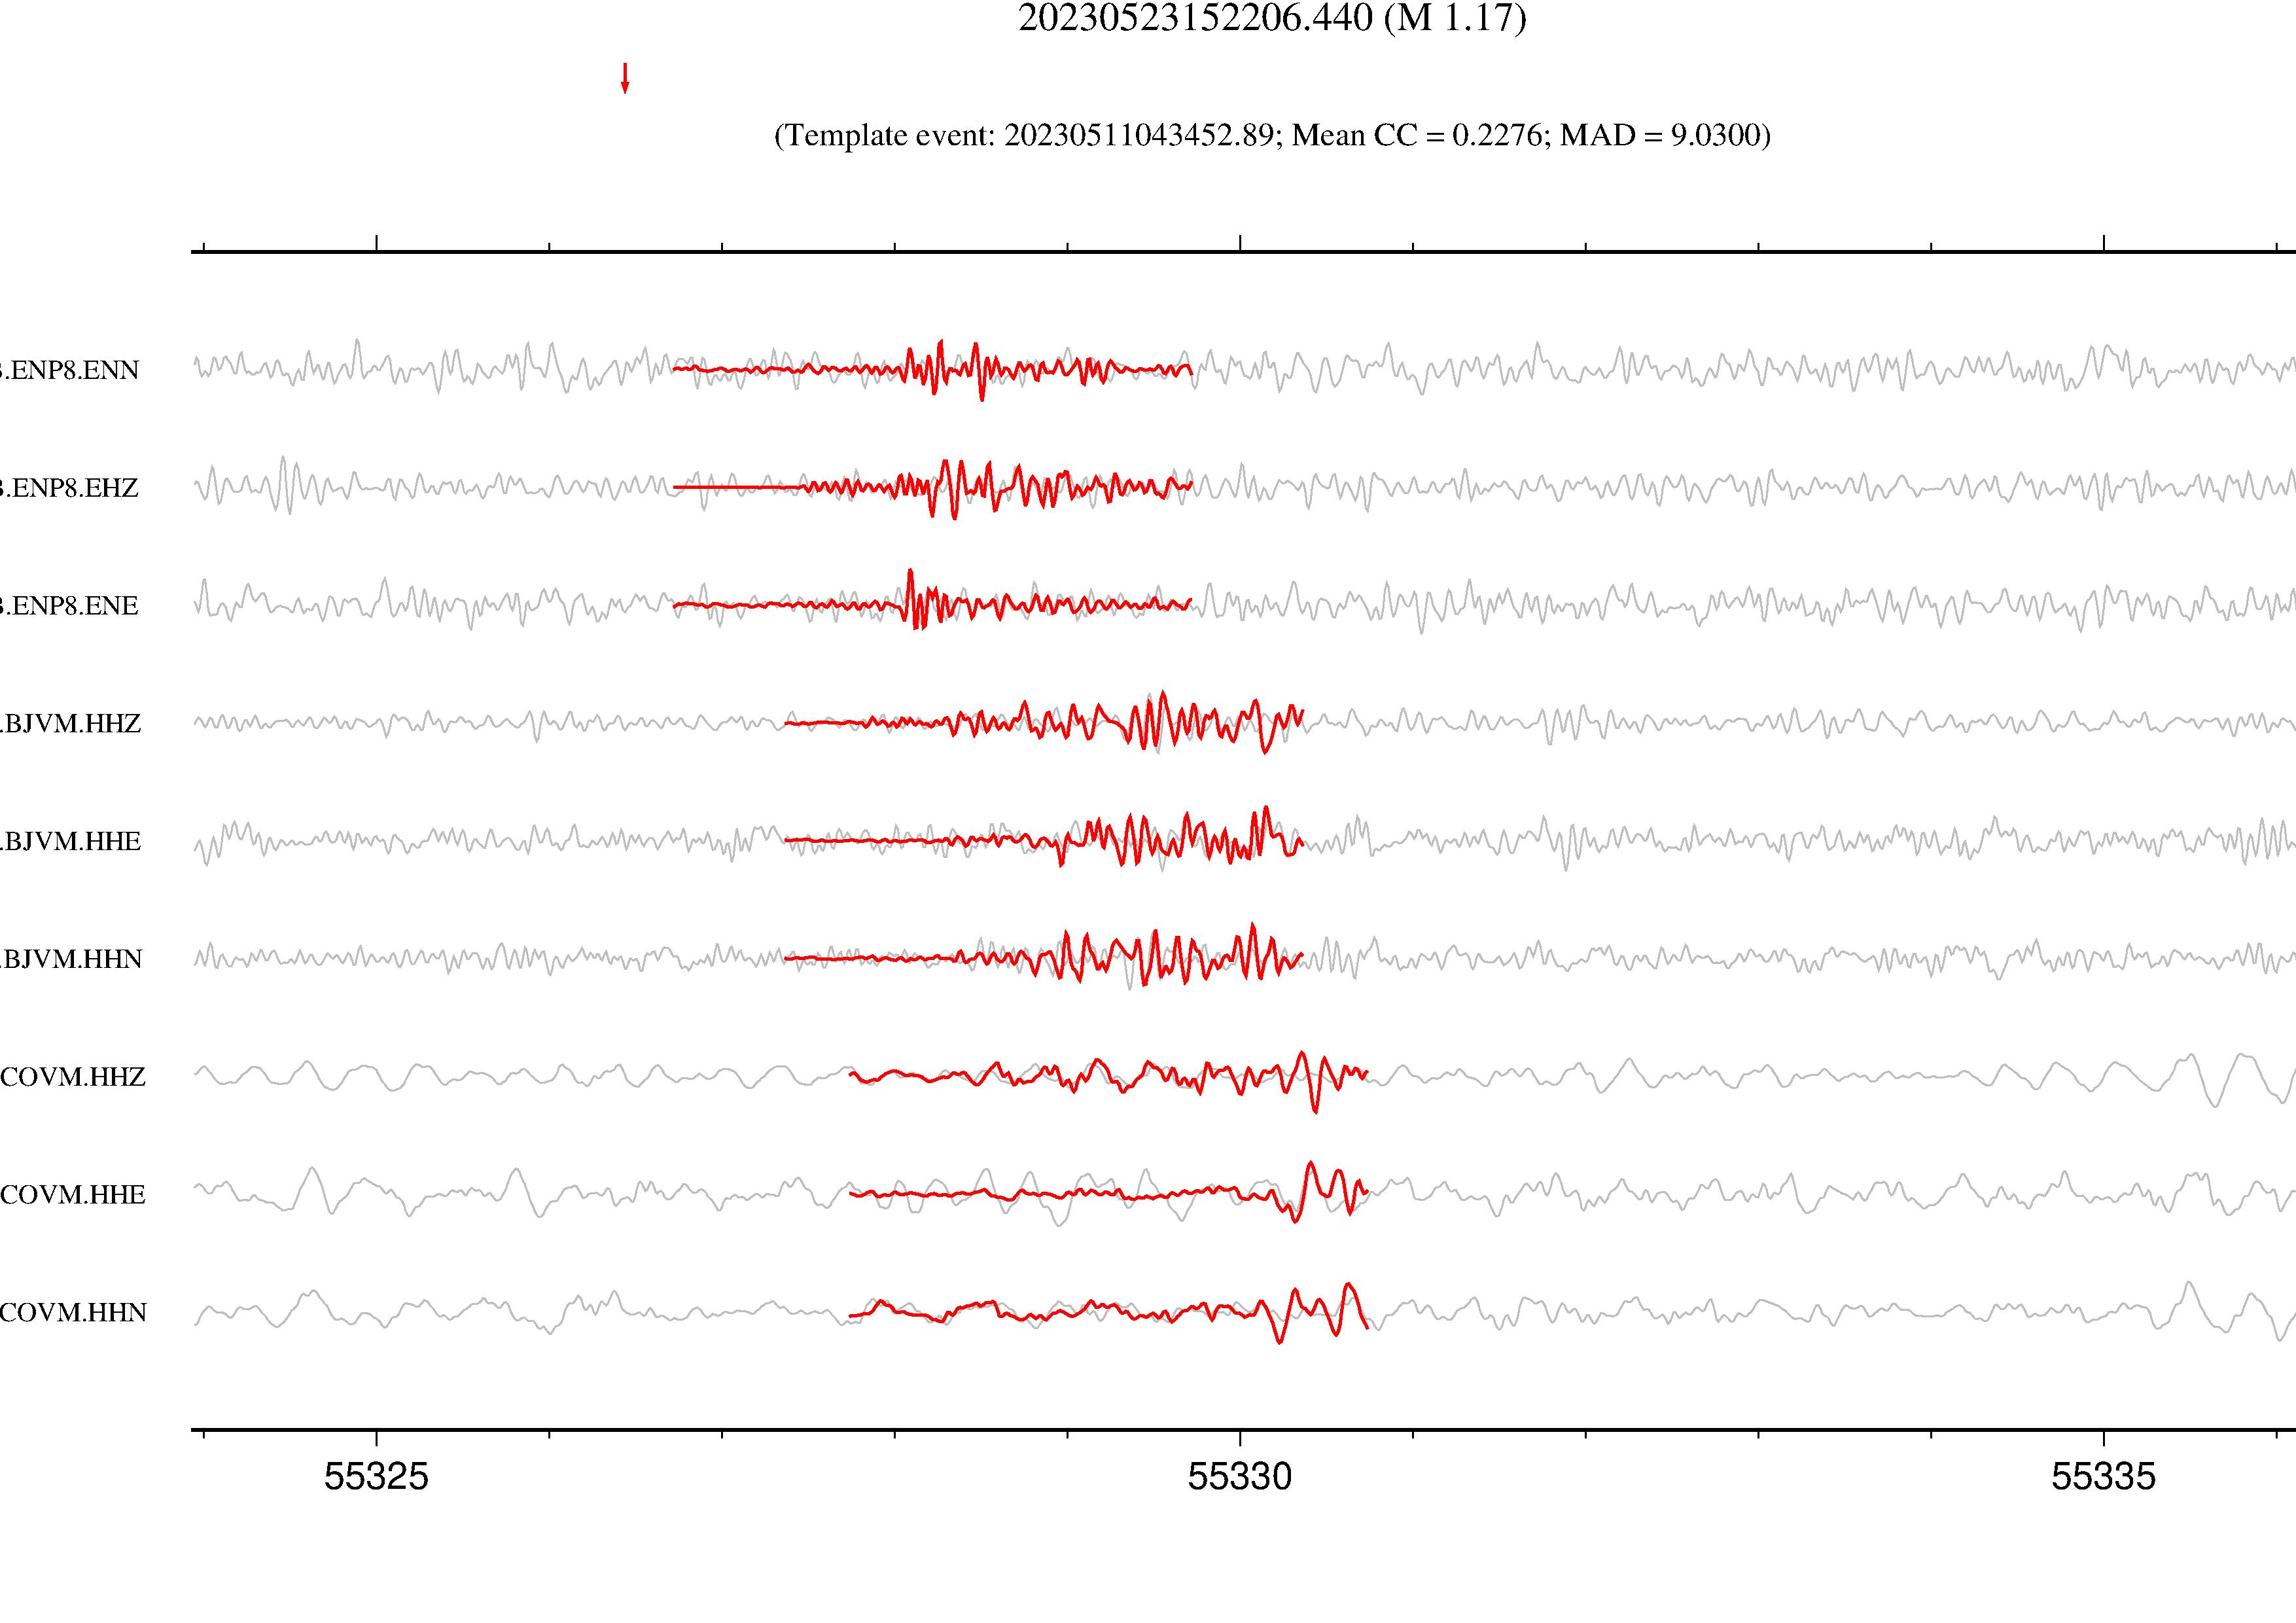 20230523152206.440 (M 1.17)
(Template event: 20230511043452.89; Mean CC = 0.2276; MAD = 9.0300)
.ENP8.ENN
.ENP8.EHZ
.ENP8.ENE
.BJVM.HHZ
.BJVM.HHE
.BJVM.HHN
COVM.HHZ
COVM.HHE
COVM.HHN
55325 55330 55335